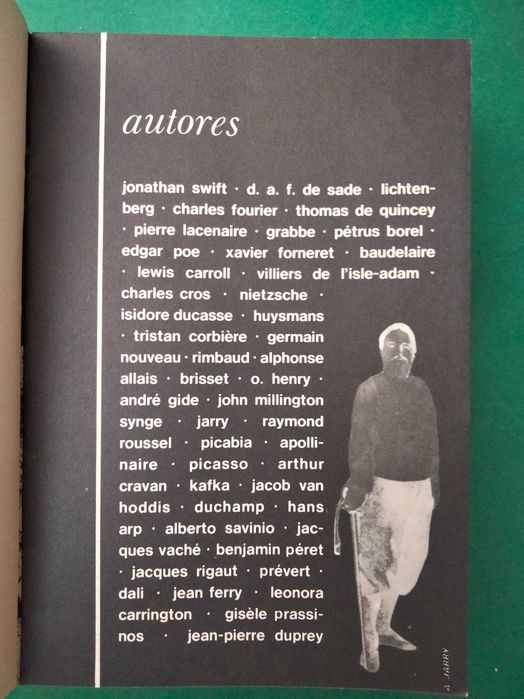 autores
jonathan swift · d. a. f. de sade · lichten-
berg · charles fourier · thomas de quincey
· pierre lacenaire · grabbe · pétrus borel ·
edgar poe · xavier forneret · baudelaire
· lewis carroll · villiers de l'isle-adam ·
charles cros · nietzsche ·
isidore ducasse · huysmans
· tristan corbière · germain
nouveau · rimbaud · alphonse
allais · brisset · o. henry ·
andré gide · john millington
synge · jarry · raymond
roussel · picabia · apolli-
naire · picasso · arthur
cravan · kafka · jacob van
hoddis · duchamp · hans
arp · alberto savinio · jac-
ques vaché · benjamin péret
· jacques rigaut · prévert ·
dali · jean ferry · leonora
carrington · gisèle prassi-
nos · jean-pierre duprey
A. JARRY